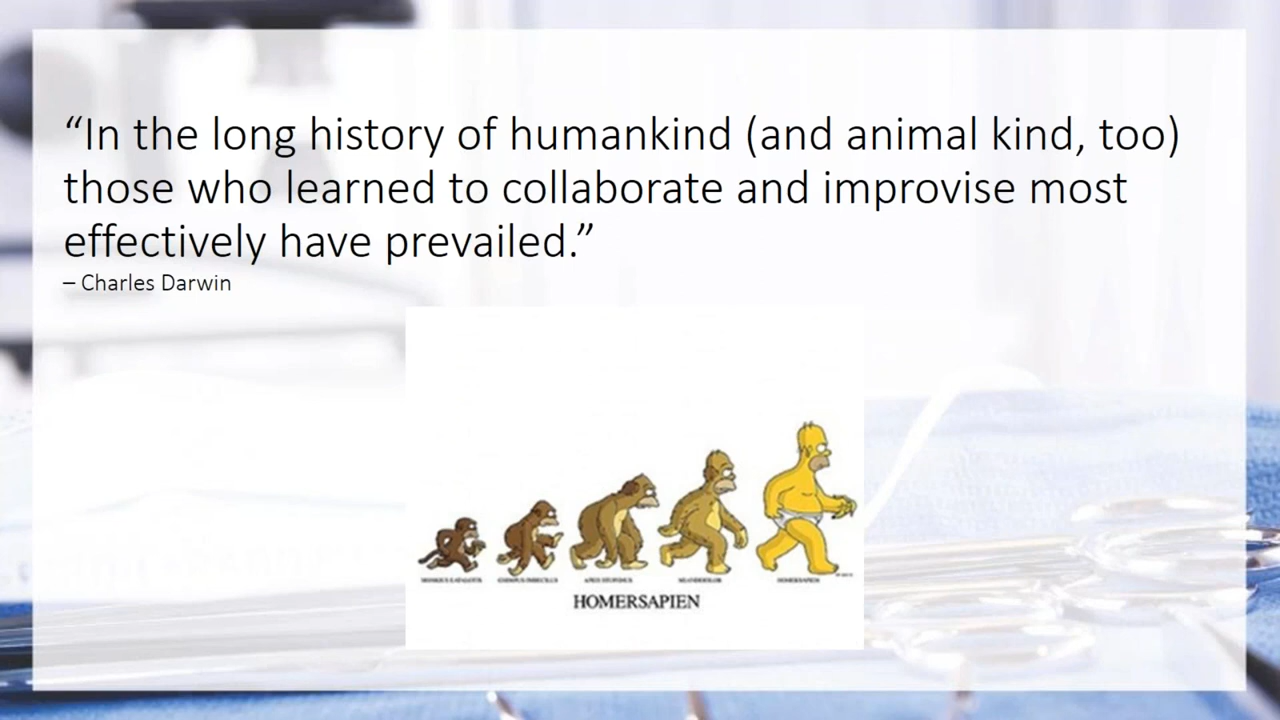 “In the long history of humankind (and animal kind, too)
those who learned to collaborate and improvise most
effectively have prevailed.”
– Charles Darwin
HOMERSAPIEN